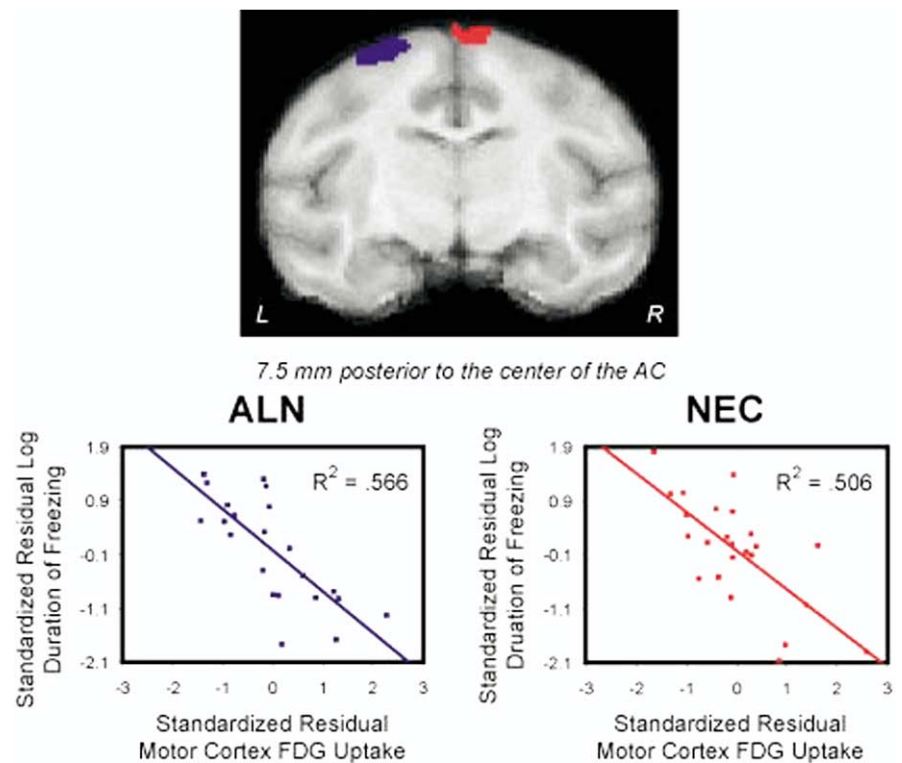 L
R
7.5 mm posterior to the center of the AC
ALN
Standardized Residual Log
Duration of Freezing
1.9
0.9
-0.1
-1.1
-2.1
R² = .566
-3
-2
-1
0
1
2
3
Standardized Residual
Motor Cortex FDG Uptake
NEC
Standardized Residual Log
Druation of Freezing
1.9
0.9
-0.1
-1.1
-2.1
R² = .506
-3
-2
-1
0
1
2
3
Standardized Residual
Motor Cortex FDG Uptake